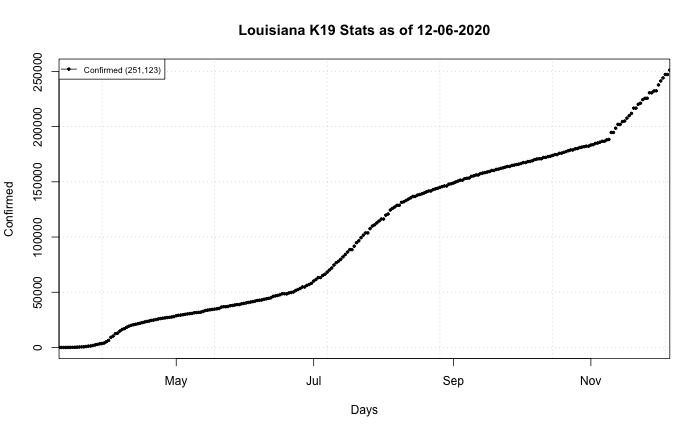 Louisiana K19 Stats as of 12-06-2020
Confirmed (251,123)
250000
200000
150000
100000
50000
0
Confirmed
May Jul Sep Nov
Days